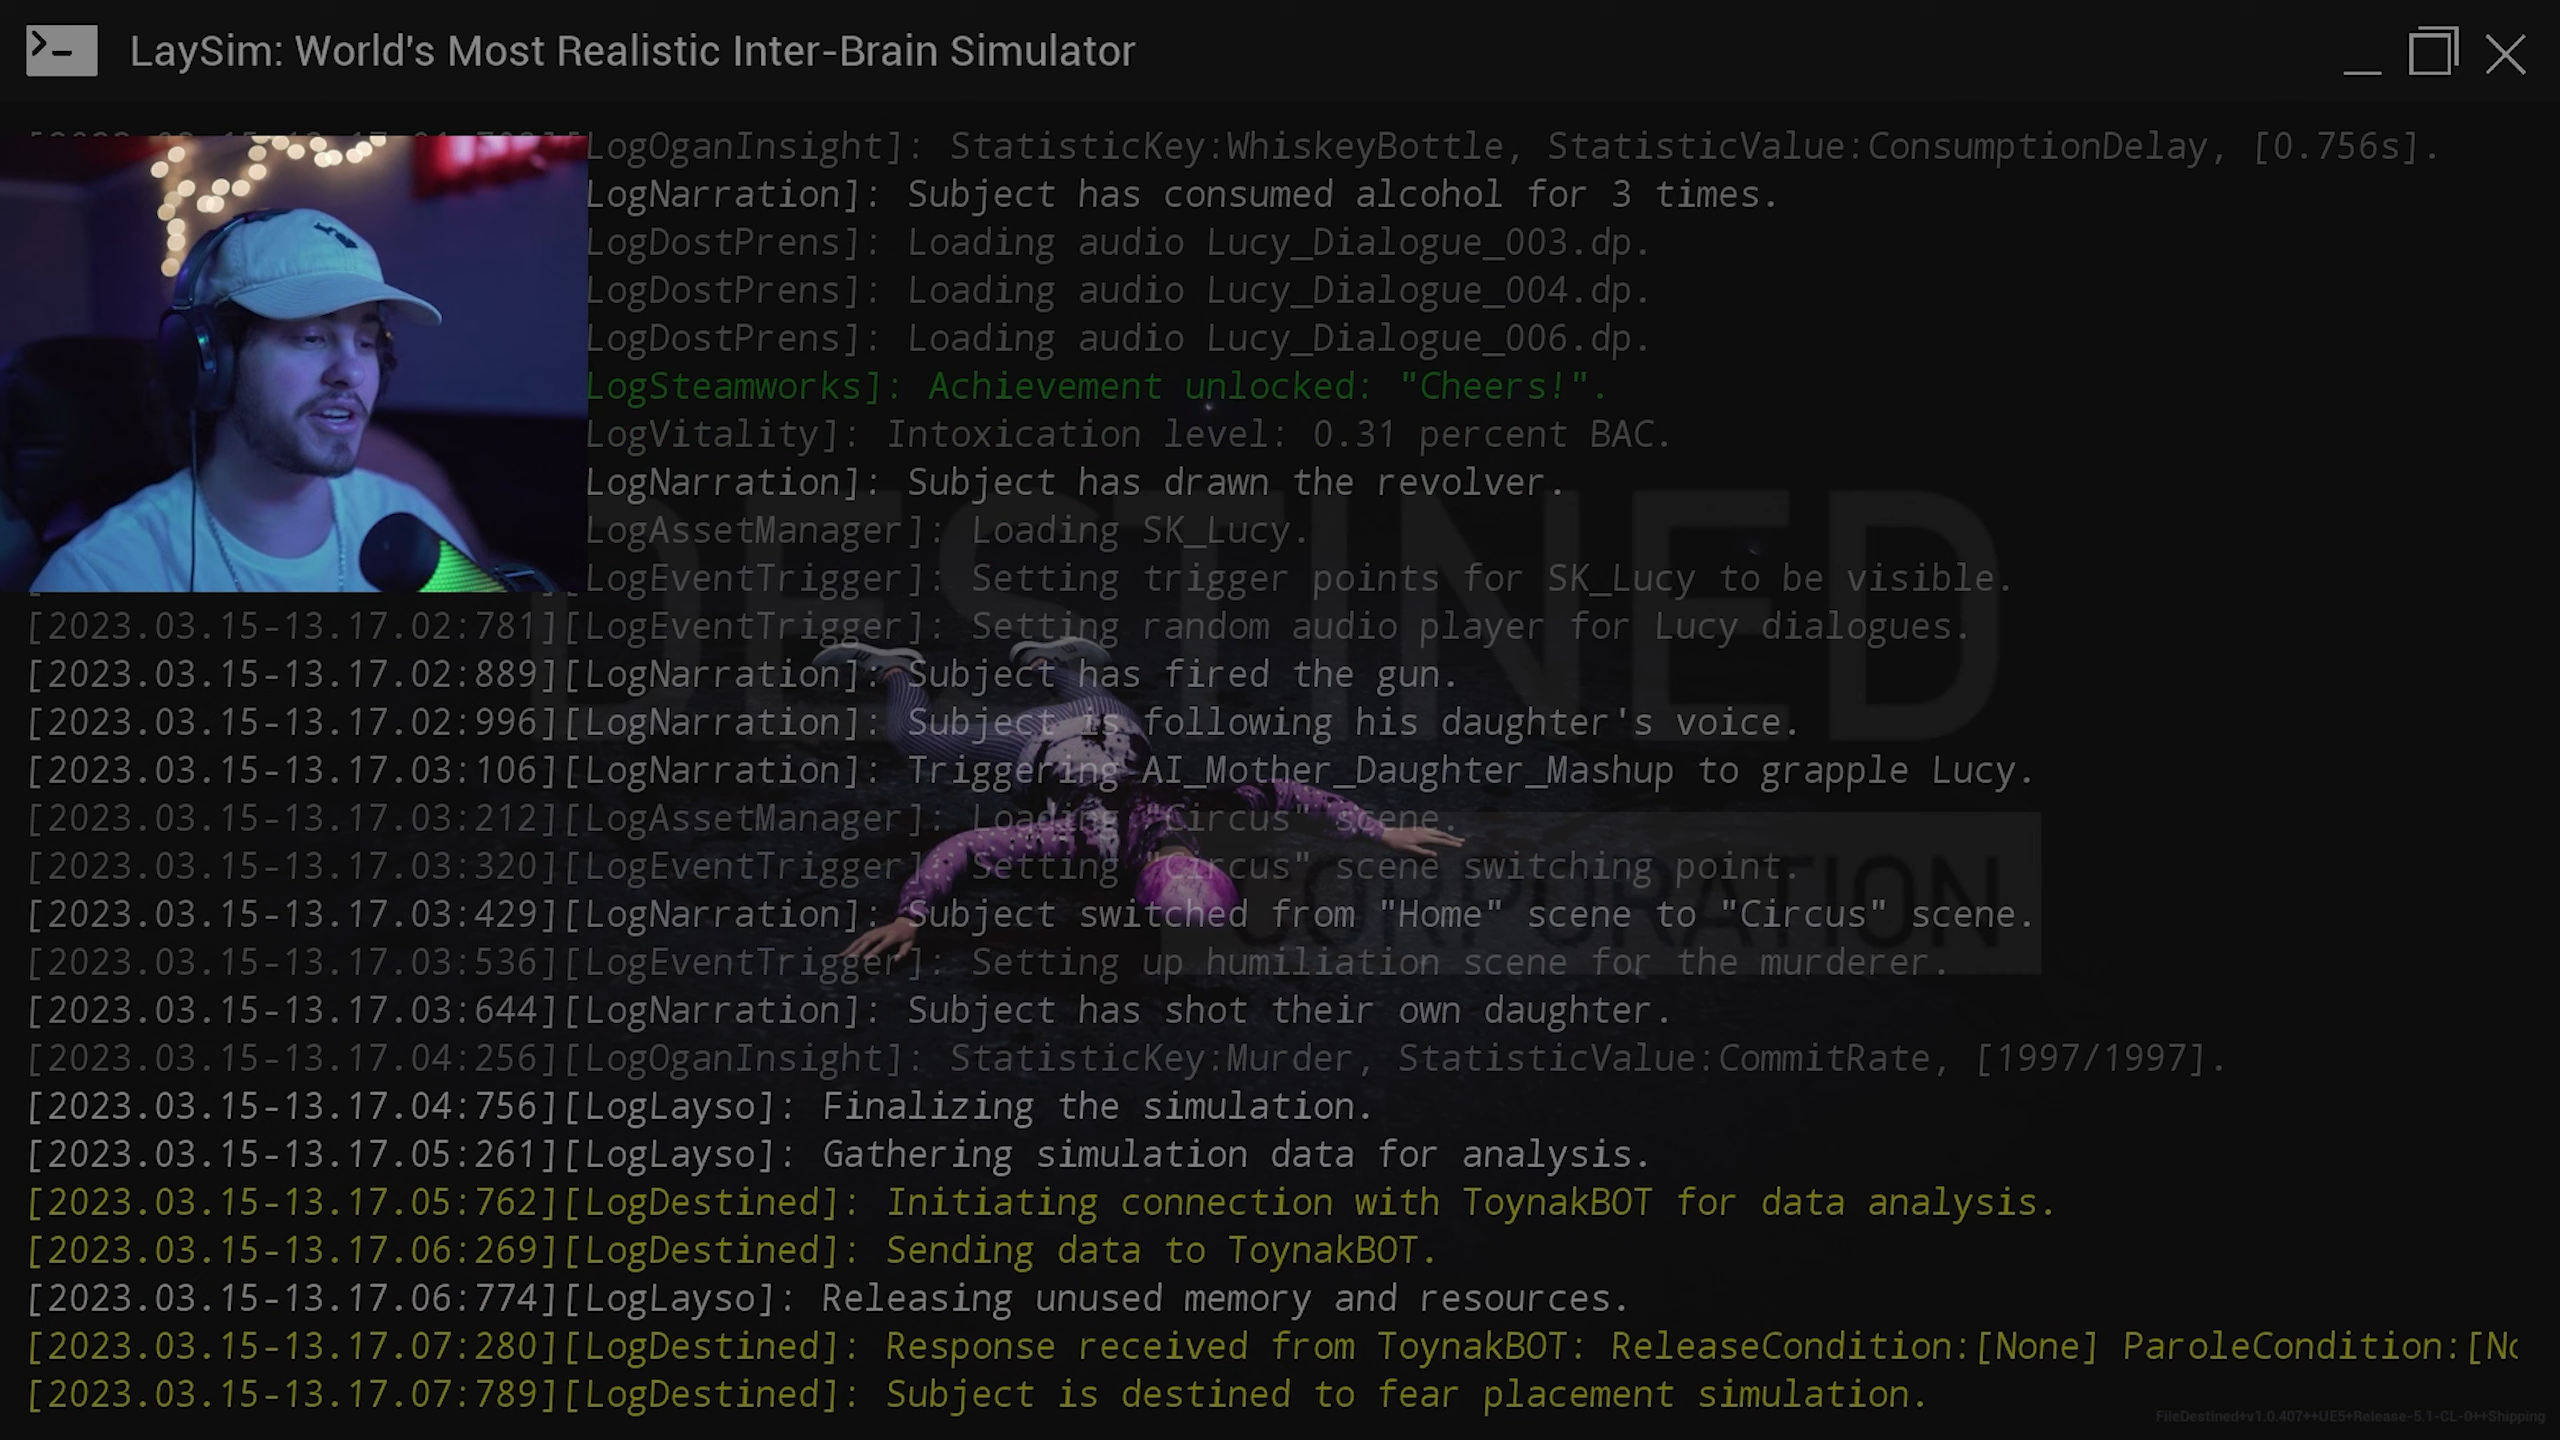 LaySim: World's Most Realistic Inter-Brain Simulator
LogOganInsight]: StatisticKey:WhiskeyBottle, StatisticValue:ConsumptionDelay, [0.756s].
LogNarration]: Subject has consumed alcohol for 3 times.
LogDostPrens]: Loading audio Lucy_Dialogue_003.dp.
LogDostPrens]: Loading audio Lucy_Dialogue_004.dp.
LogDostPrens]: Loading audio Lucy_Dialogue_006.dp.
LogSteamworks]: Achievement unlocked: "Cheers!".
LogVitality]: Intoxication level: 0.31 percent BAC.
LogNarration]: Subject has drawn the revolver.
LogAssetManager]: Loading SK_Lucy.
LogEventTrigger]: Setting trigger points for SK_Lucy to be visible.
[2023.03.15-13.17.02:781][LogEventTrigger]: Setting random audio player for Lucy dialogues.
[2023.03.15-13.17.02:889][LogNarration]: Subject has fired the gun.
[2023.03.15-13.17.02:996][LogNarration]: Subject is following his daughter's voice.
[2023.03.15-13.17.03:106][LogNarration]: Triggering AI_Mother_Daughter_Mashup to grapple Lucy.
[2023.03.15-13.17.03:212][LogAssetManager]: Loading "Circus" scene.
[2023.03.15-13.17.03:320][LogEventTrigger]: Setting "Circus" scene switching point.
[2023.03.15-13.17.03:429][LogNarration]: Subject switched from "Home" scene to "Circus" scene.
[2023.03.15-13.17.03:536][LogEventTrigger]: Setting up humiliation scene for the murderer.
[2023.03.15-13.17.03:644][LogNarration]: Subject has shot their own daughter.
[2023.03.15-13.17.04:256][LogOganInsight]: StatisticKey:Murder, StatisticValue:CommitRate, [1997/1997].
[2023.03.15-13.17.04:756][LogLayso]: Finalizing the simulation.
[2023.03.15-13.17.05:261][LogLayso]: Gathering simulation data for analysis.
[2023.03.15-13.17.05:762][LogDestined]: Initiating connection with ToynakBOT for data analysis.
[2023.03.15-13.17.06:269][LogDestined]: Sending data to ToynakBOT.
[2023.03.15-13.17.06:774][LogLayso]: Releasing unused memory and resources.
[2023.03.15-13.17.07:280][LogDestined]: Response received from ToynakBOT: ReleaseCondition:[None] ParoleCondition:[No
[2023.03.15-13.17.07:789][LogDestined]: Subject is destined to fear placement simulation.
DESTINED
CORPORATION
FileDestined+v1.0.407++UE5+Release-5.1-CL-0++Shipping